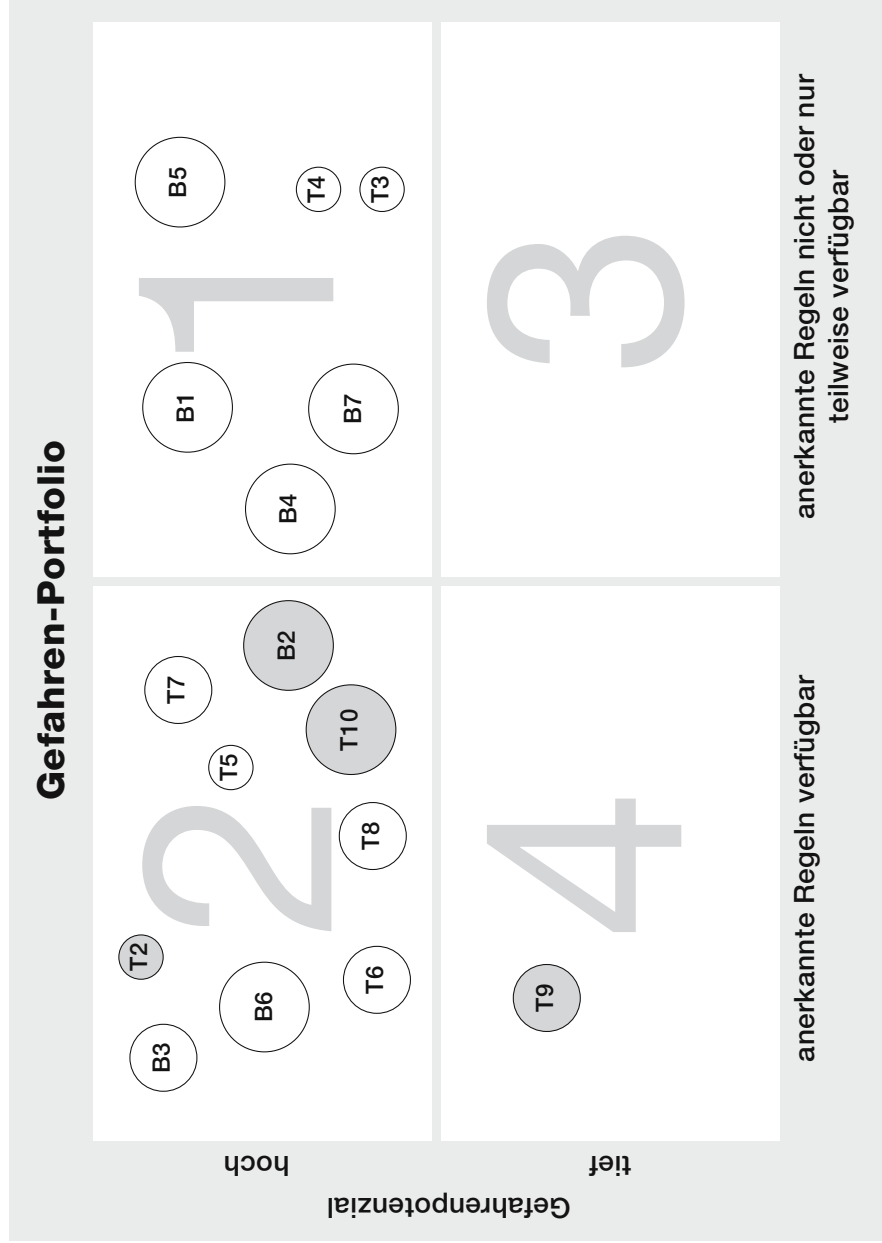 Gefahren-Portfolio
Gefahrenpotenzial
hoch
tief
2
B3
T2
B6
T6
T8
T5
T7
T10
B2
1
B1
B4
B7
B5
T4
T3
4
T9
3
anerkannte Regeln verfügbar
anerkannte Regeln nicht oder nur
teilweise verfügbar